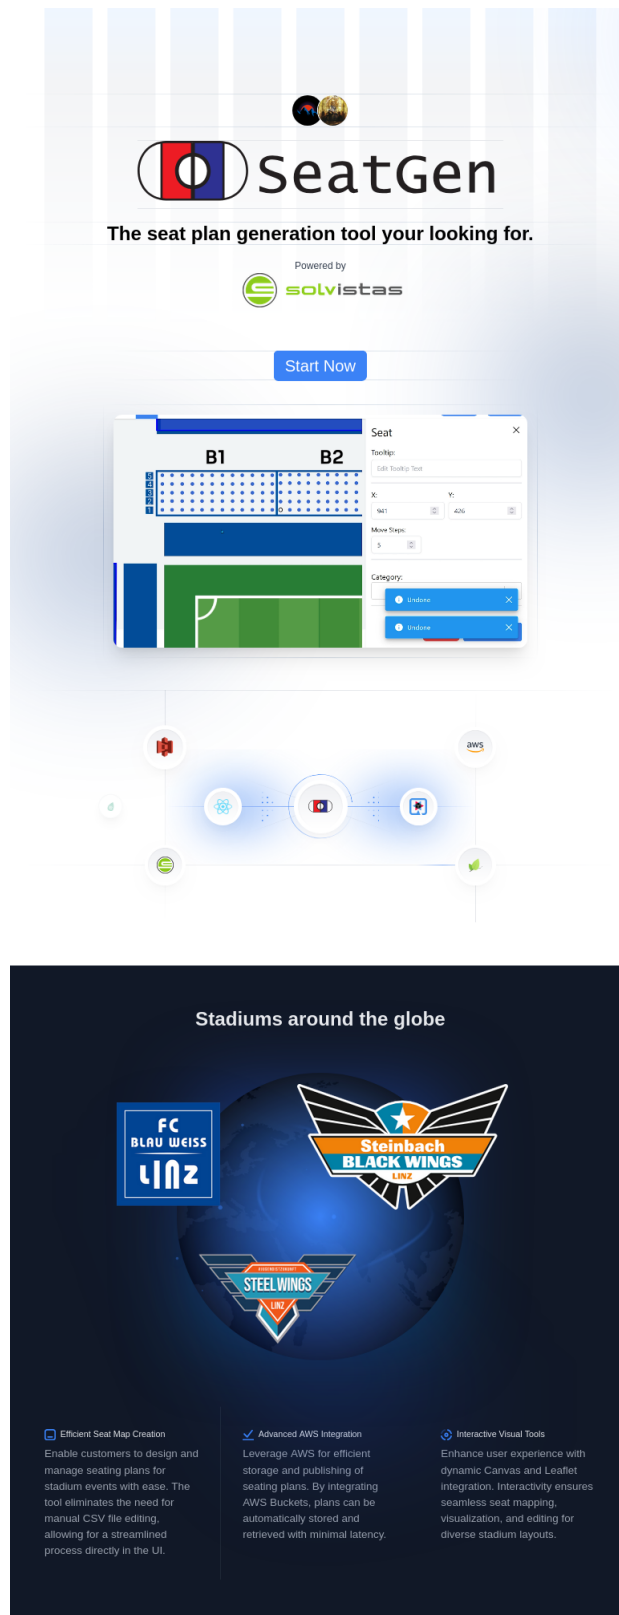 SeatGen
The seat plan generation tool your looking for.
Powered by
solvistas
Start Now
Seat
Tooltip:
Edit Tooltip Text
B1
B2
X:
Y:
941
426
5
4
3
2
1
Move Steps:
5
Category:
Undone
Undone
aws
Stadiums around the globe
FC
BLAU WEISS
LINZ
Steinbach
BLACK WINGS
LINZ
STEEL WINGS
LINZ
Efficient Seat Map Creation
Enable customers to design and
manage seating plans for
stadium events with ease. The
tool eliminates the need for
manual CSV file editing,
allowing for a streamlined
process directly in the UI.
Advanced AWS Integration
Leverage AWS for efficient
storage and publishing of
seating plans. By integrating
AWS Buckets, plans can be
automatically stored and
retrieved with minimal latency.
Interactive Visual Tools
Enhance user experience with
dynamic Canvas and Leaflet
integration. Interactivity ensures
seamless seat mapping,
visualization, and editing for
diverse stadium layouts.